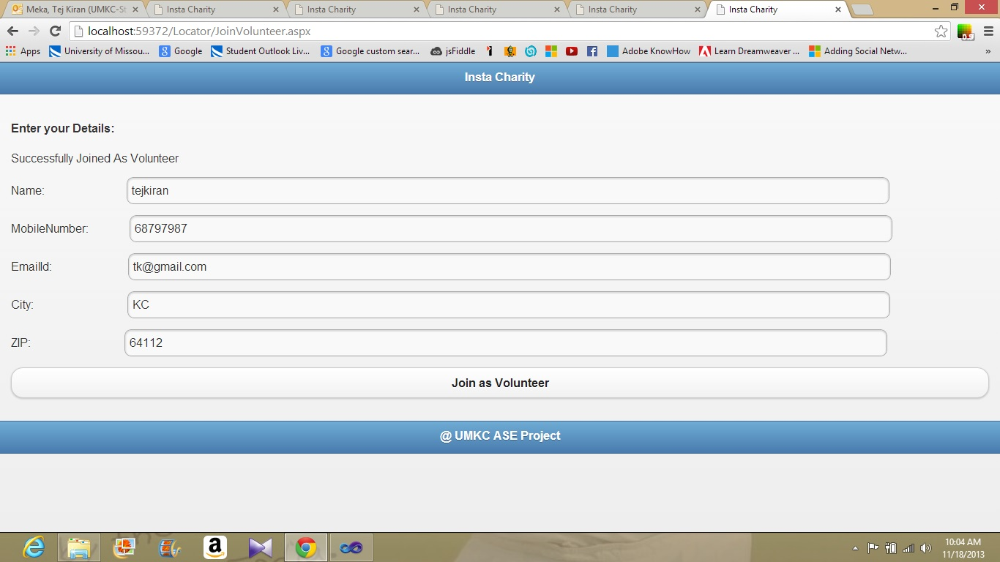 Meka, Tej Kiran (UMKC-St Insta Charity Insta Charity Insta Charity Insta Charity Insta Charity
localhost:59372/Locator/JoinVolunteer.aspx
Apps University of Missou... Google Student Outlook Liv... Google custom sear... jsFiddle Adobe KnowHow Learn Dreamweaver ... Adding Social Netw... »
Insta Charity
Enter your Details:
Successfully Joined As Volunteer
Name: tejkiran
MobileNumber: 68797987
EmailId: tk@gmail.com
City: KC
ZIP: 64112
Join as Volunteer
@ UMKC ASE Project
10:04 AM
11/18/2013